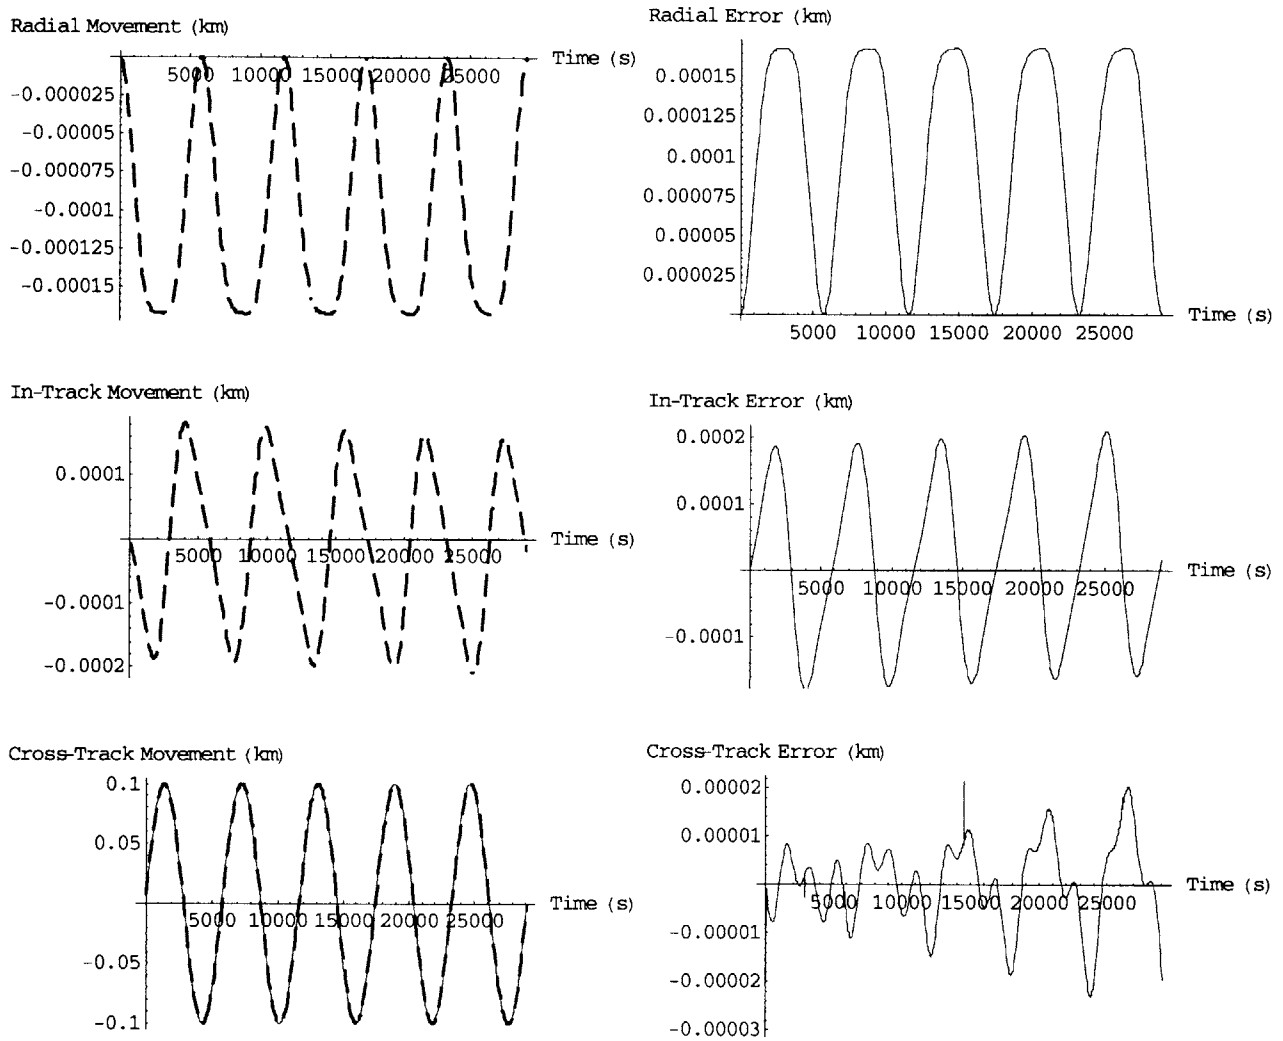 Radial Movement (km)
Time (s)
5000 10000 15000 20000 25000
-0.000025
-0.00005
-0.000075
-0.0001
-0.000125
-0.00015
Radial Error (km)
0.00015
0.000125
0.0001
0.000075
0.00005
0.000025
Time (s)
5000 10000 15000 20000 25000
In-Track Movement (km)
0.0001
Time (s)
5000 10000 15000 20000 25000
-0.0001
-0.0002
In-Track Error (km)
0.0002
0.0001
Time (s)
5000 10000 15000 20000 25000
-0.0001
Cross-Track Movement (km)
0.1
0.05
Time (s)
5000 10000 15000 20000 25000
-0.05
-0.1
Cross-Track Error (km)
0.00002
0.00001
Time (s)
5000 10000 15000 20000 25000
-0.00001
-0.00002
-0.00003